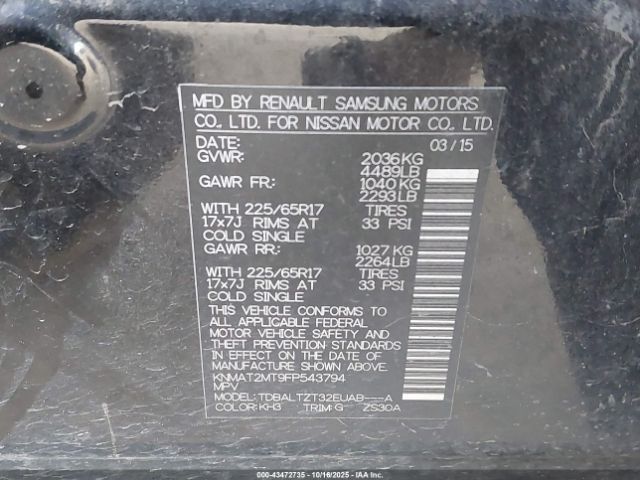 MFD BY RENAULT SAMSUNG MOTORS
CO., LTD. FOR NISSAN MOTOR CO., LTD.
DATE: 03/15
GVWR: 2036KG
4489LB
GAWR FR: 1040 KG
2293LB
WITH 225/65R17 TIRES
17x7J RIMS AT 33 PSI
COLD SINGLE
GAWR RR: 1027 KG
2264LB
WITH 225/65R17 TIRES
17x7J RIMS AT 33 PSI
COLD SINGLE
THIS VEHICLE CONFORMS TO
ALL APPLICABLE FEDERAL
MOTOR VEHICLE SAFETY AND
THEFT PREVENTION STANDARDS
IN EFFECT ON THE DATE OF
MANUFACTURE SHOWN ABOVE.
KNMAT2MT9FP543794
MPV
MODEL: TDBALTZT32EUAB---A
COLOR: KH3 TRIM: G ZS30A
000-43472735 - 10/16/2025 - © Copyright IAA